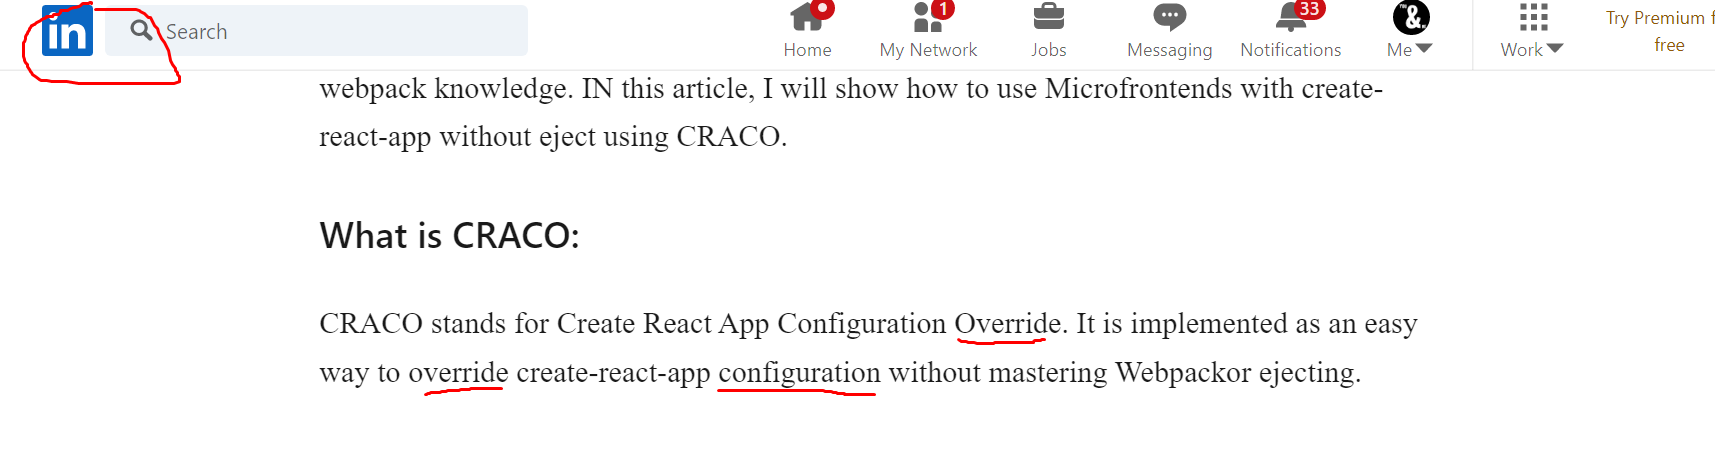 in
Search
Home
1
My Network
Jobs
Messaging
33
Notifications
&
Me
Work
Try Premium f
free
webpack knowledge. IN this article, I will show how to use Microfrontends with create-
react-app without eject using CRACO.
What is CRACO:
CRACO stands for Create React App Configuration Override. It is implemented as an easy
way to override create-react-app configuration without mastering Webpackor ejecting.